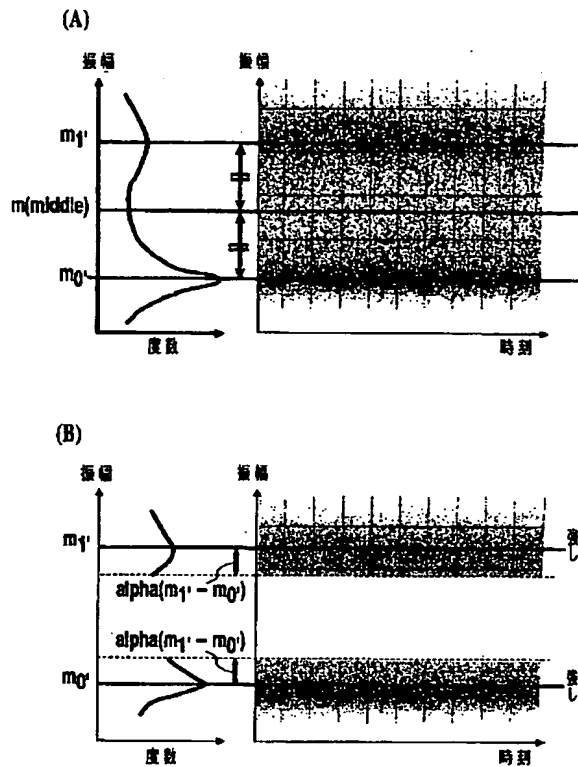 (A)
振幅
振幅
m₁'
m(middle)
m₀'
度数
時刻
(B)
振幅
振幅
m₁'
alpha(m₁' − m₀')
alpha(m₁' − m₀')
m₀'
度数
時刻